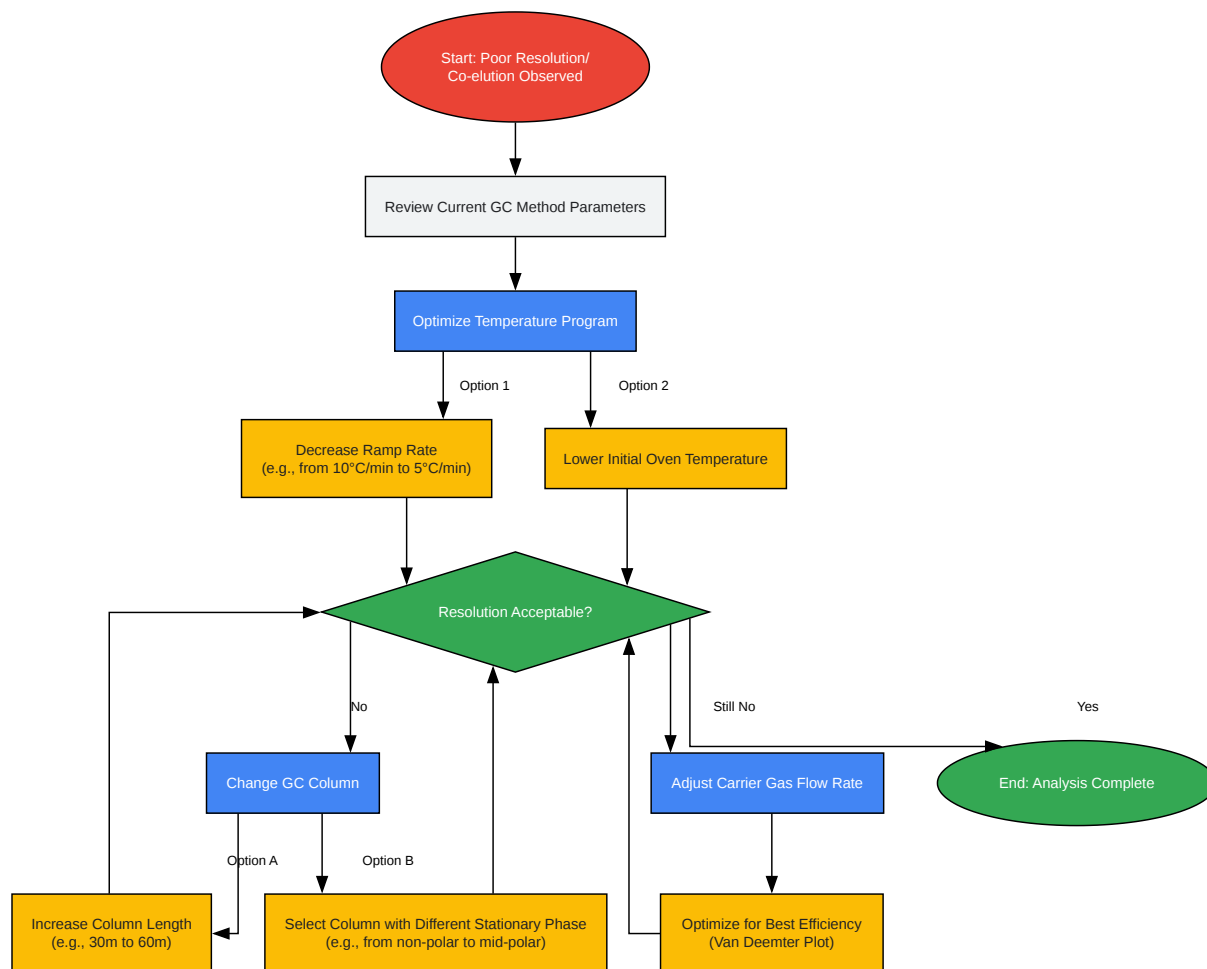 Start: Poor Resolution/
Co-elution Observed
Review Current GC Method Parameters
Optimize Temperature Program
Option 1
Option 2
Decrease Ramp Rate
(e.g., from 10°C/min to 5°C/min)
Lower Initial Oven Temperature
Resolution Acceptable?
No
Still No
Yes
Change GC Column
Adjust Carrier Gas Flow Rate
End: Analysis Complete
Option A
Option B
Increase Column Length
(e.g., 30m to 60m)
Select Column with Different Stationary Phase
(e.g., from non-polar to mid-polar)
Optimize for Best Efficiency
(Van Deemter Plot)